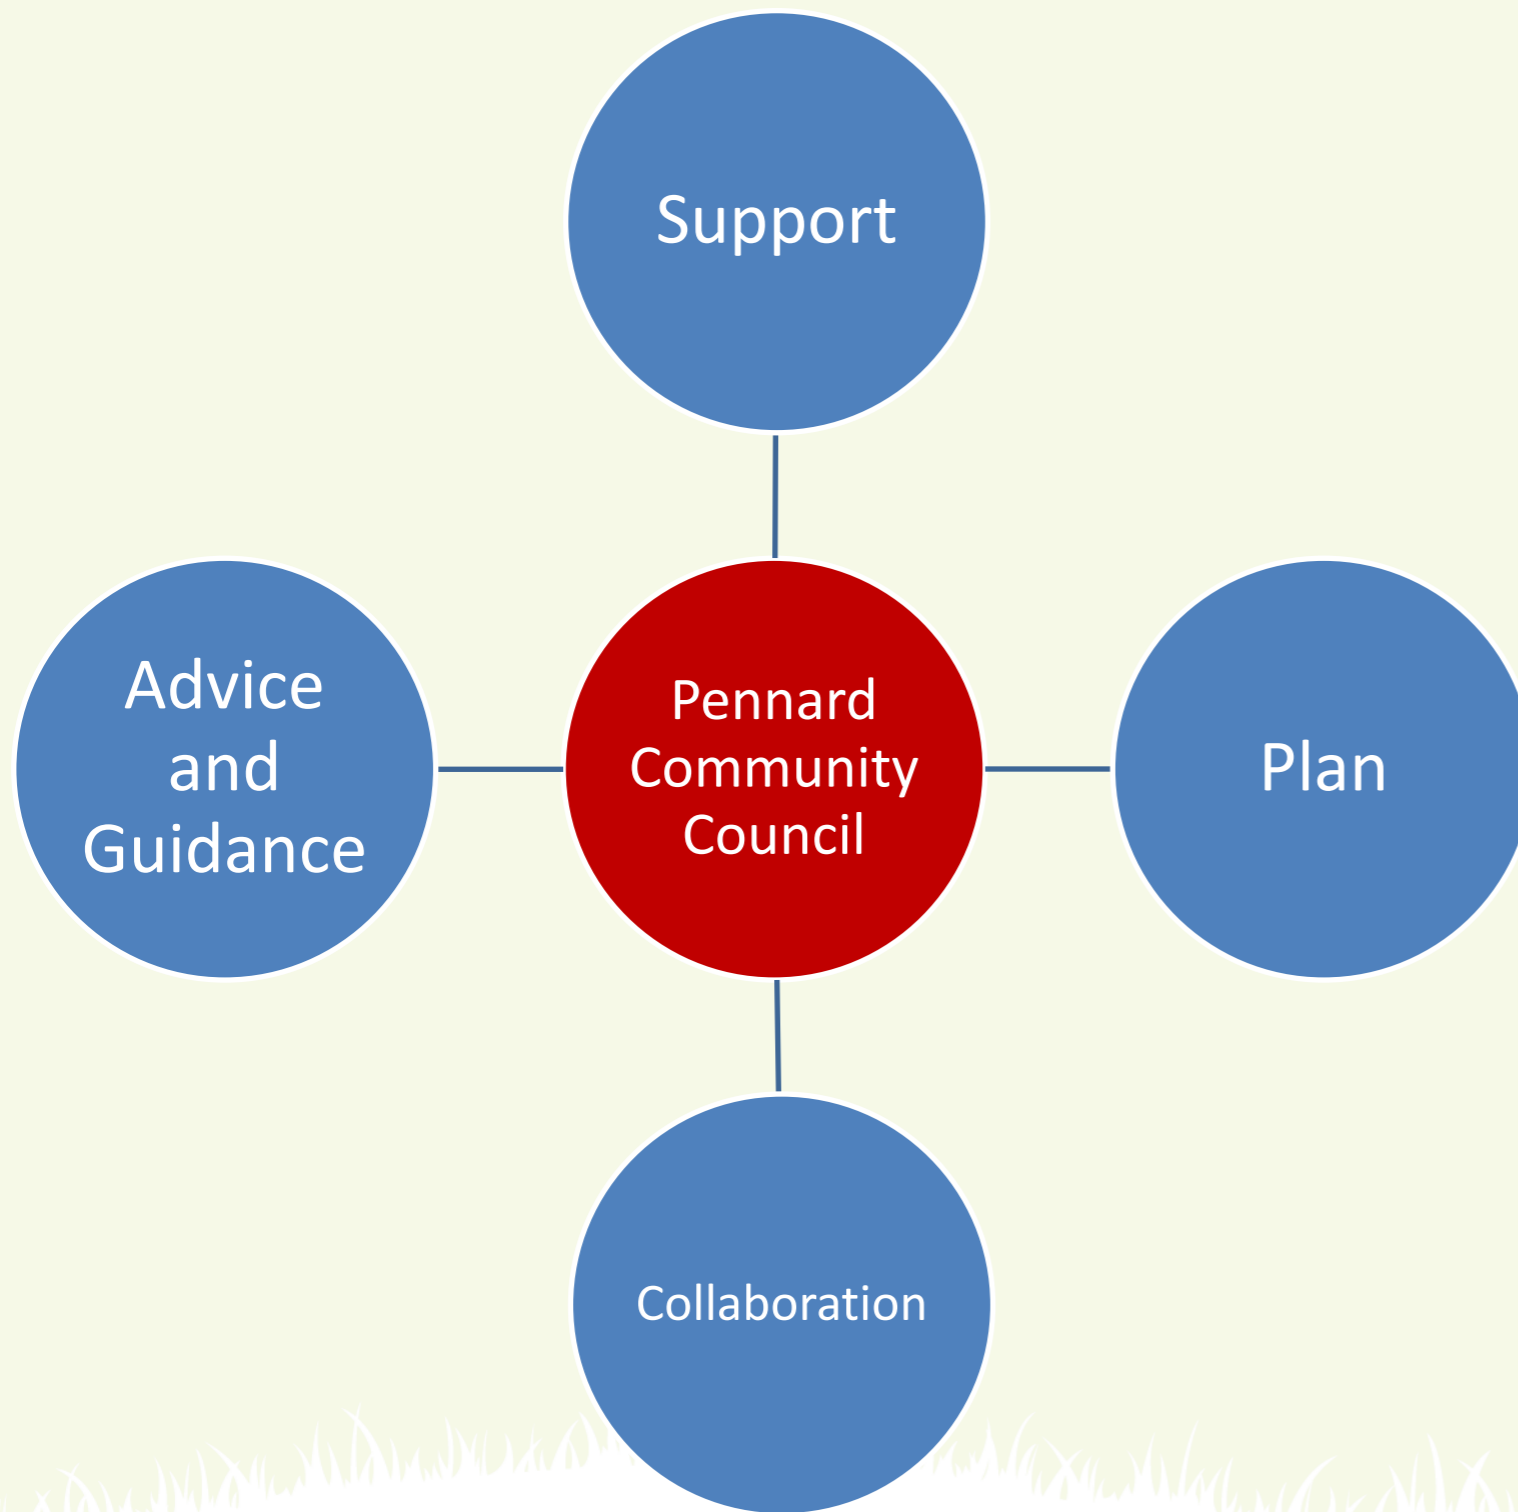 Support
Advice
and
Guidance
Pennard
Community
Council
Plan
Collaboration